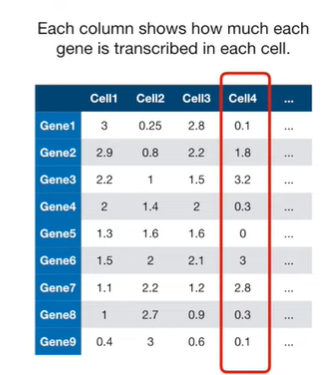 Each column shows how much each
gene is transcribed in each cell.
Cell1 Cell2 Cell3 Cell4 ...
Gene1 3 0.25 2.8 0.1 ...
Gene2 2.9 0.8 2.2 1.8 ...
Gene3 2.2 1 1.5 3.2 ...
Gene4 2 1.4 2 0.3 ...
Gene5 1.3 1.6 1.6 0 ...
Gene6 1.5 2 2.1 3 ...
Gene7 1.1 2.2 1.2 2.8 ...
Gene8 1 2.7 0.9 0.3 ...
Gene9 0.4 3 0.6 0.1 ...